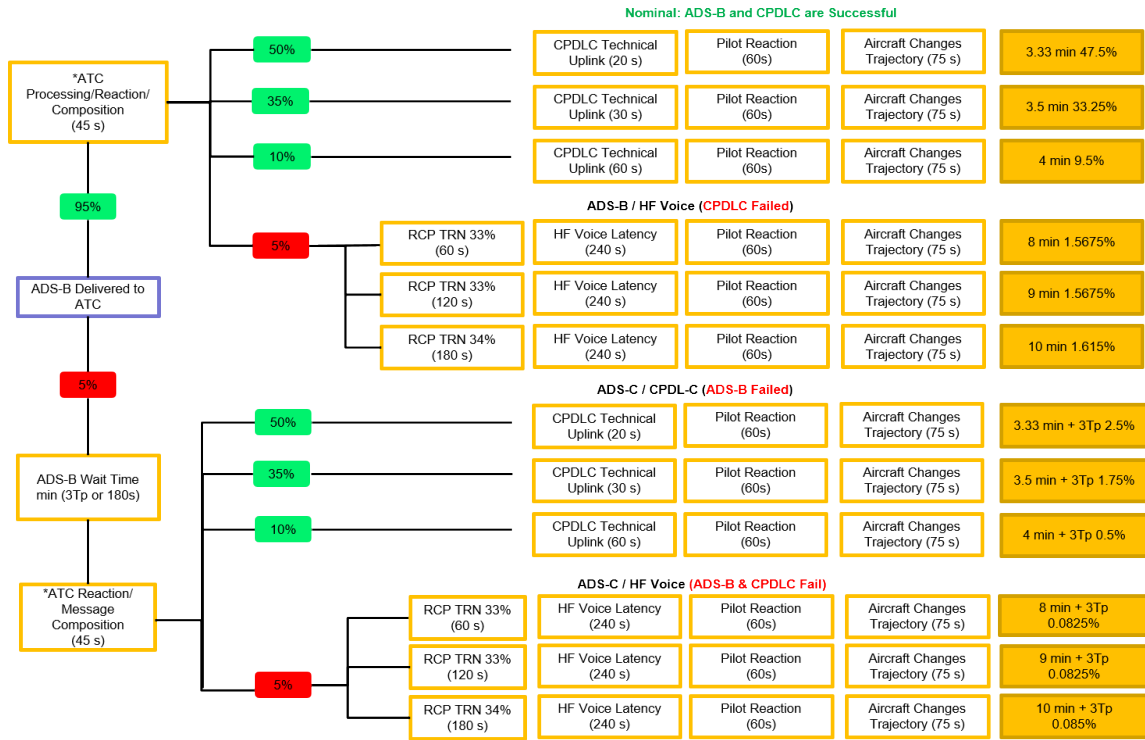 Nominal: ADS-B and CPDLC are Successful
*ATC
Processing/Reaction/
Composition
(45 s)
50%
CPDLC Technical
Uplink (20 s)
Pilot Reaction
(60s)
Aircraft Changes
Trajectory (75 s)
3.33 min 47.5%
35%
CPDLC Technical
Uplink (30 s)
Pilot Reaction
(60s)
Aircraft Changes
Trajectory (75 s)
3.5 min 33.25%
10%
CPDLC Technical
Uplink (60 s)
Pilot Reaction
(60s)
Aircraft Changes
Trajectory (75 s)
4 min 9.5%
95%
ADS-B / HF Voice (CPDLC Failed)
5%
RCP TRN 33%
(60 s)
HF Voice Latency
(240 s)
Pilot Reaction
(60s)
Aircraft Changes
Trajectory (75 s)
8 min 1.5675%
ADS-B Delivered to
ATC
RCP TRN 33%
(120 s)
HF Voice Latency
(240 s)
Pilot Reaction
(60s)
Aircraft Changes
Trajectory (75 s)
9 min 1.5675%
RCP TRN 34%
(180 s)
HF Voice Latency
(240 s)
Pilot Reaction
(60s)
Aircraft Changes
Trajectory (75 s)
10 min 1.615%
5%
ADS-C / CPDL-C (ADS-B Failed)
50%
CPDLC Technical
Uplink (20 s)
Pilot Reaction
(60s)
Aircraft Changes
Trajectory (75 s)
3.33 min + 3Tp 2.5%
ADS-B Wait Time
min (3Tp or 180s)
35%
CPDLC Technical
Uplink (30 s)
Pilot Reaction
(60s)
Aircraft Changes
Trajectory (75 s)
3.5 min + 3Tp 1.75%
10%
CPDLC Technical
Uplink (60 s)
Pilot Reaction
(60s)
Aircraft Changes
Trajectory (75 s)
4 min + 3Tp 0.5%
*ATC Reaction/
Message
Composition
(45 s)
ADS-C / HF Voice (ADS-B & CPDLC Fail)
RCP TRN 33%
(60 s)
HF Voice Latency
(240 s)
Pilot Reaction
(60s)
Aircraft Changes
Trajectory (75 s)
8 min + 3Tp
0.0825%
5%
RCP TRN 33%
(120 s)
HF Voice Latency
(240 s)
Pilot Reaction
(60s)
Aircraft Changes
Trajectory (75 s)
9 min + 3Tp
0.0825%
RCP TRN 34%
(180 s)
HF Voice Latency
(240 s)
Pilot Reaction
(60s)
Aircraft Changes
Trajectory (75 s)
10 min + 3Tp
0.085%